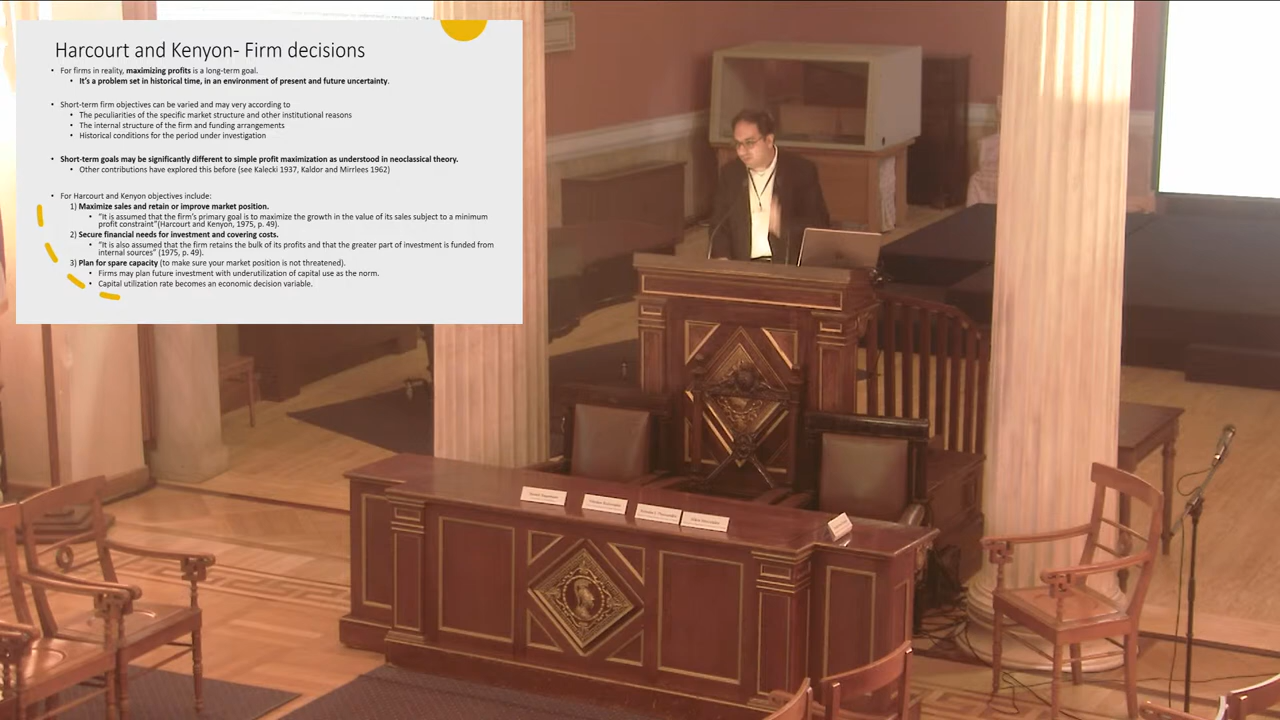 Harcourt and Kenyon- Firm decisions
• For firms in reality, maximizing profits is a long-term goal.
• It's a problem set in historical time, in an environment of present and future uncertainty.
• Short-term firm objectives can be varied and may very according to
• The peculiarities of the specific market structure and other institutional reasons
• The internal structure of the firm and funding arrangements
• Historical conditions for the period under investigation
• Short-term goals may be significantly different to simple profit maximization as understood in neoclassical theory.
• Other contributions have explored this before (see Kalecki 1937, Kaldor and Mirrlees 1962)
• For Harcourt and Kenyon objectives include:
1) Maximize sales and retain or improve market position.
• "It is assumed that the firm's primary goal is to maximize the growth in the value of its sales subject to a minimum
profit constraint"(Harcourt and Kenyon, 1975, p. 49).
2) Secure financial needs for investment and covering costs.
• "It is also assumed that the firm retains the bulk of its profits and that the greater part of investment is funded from
internal sources" (1975, p. 49).
3) Plan for spare capacity (to make sure your market position is not threatened).
• Firms may plan future investment with underutilization of capital use as the norm.
• Capital utilization rate becomes an economic decision variable.